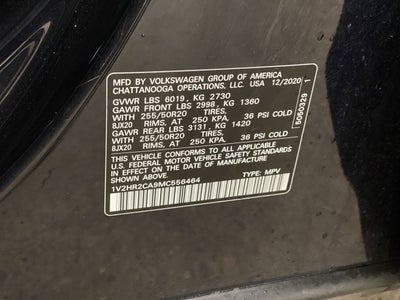 MFD BY VOLKSWAGEN GROUP OF AMERICA
CHATTANOOGA OPERATIONS, LLC. USA 12/2020
GVWR LBS 6019, KG 2730
GAWR FRONT LBS 2998, KG 1360
WITH 255/50R20 TIRES,
8JX20 RIMS, AT 250 KPA. 36 PSI COLD
GAWR REAR LBS 3131, KG 1420
WITH 255/50R20 TIRES,
8JX20 RIMS, AT 250 KPA. 36 PSI COLD
THIS VEHICLE CONFORMS TO ALL APPLICABLE
U.S. FEDERAL MOTOR VEHICLE SAFETY STANDARDS
IN EFFECT ON THE DATE OF MANUFACTURE
SHOWN ABOVE.
1V2HR2CA9MC556464 TYPE: MPV